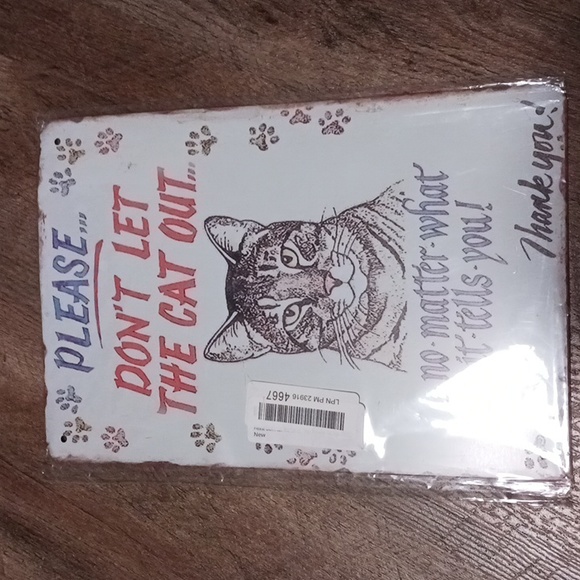 PLEASE...
DON'T LET
THE CAT OUT...
no-matter-what
it-tells-you!
Thank you!
LPN PM 23916 4667